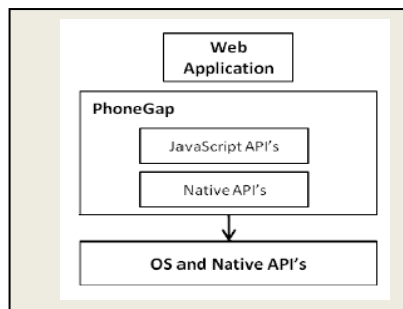 Web
Application
PhoneGap
JavaScript API's
Native API's
OS and Native API's